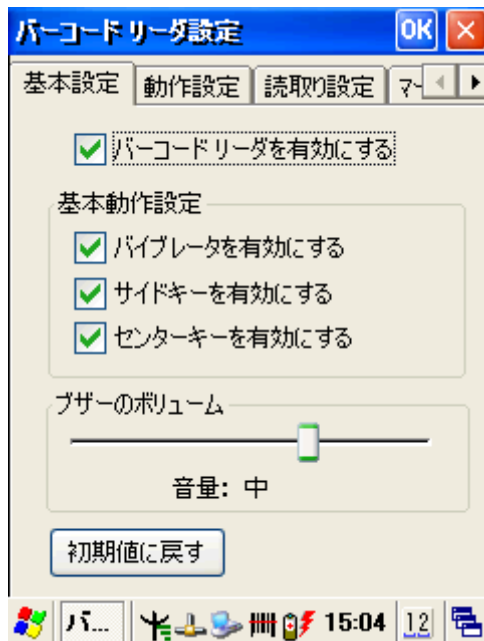 バーコードリーダ設定 OK
基本設定 動作設定 読取り設定 マー
バーコードリーダを有効にする
基本動作設定
バイブレータを有効にする
サイドキーを有効にする
センターキーを有効にする
ブザーのボリューム
音量: 中
初期値に戻す
バ... 15:04 12